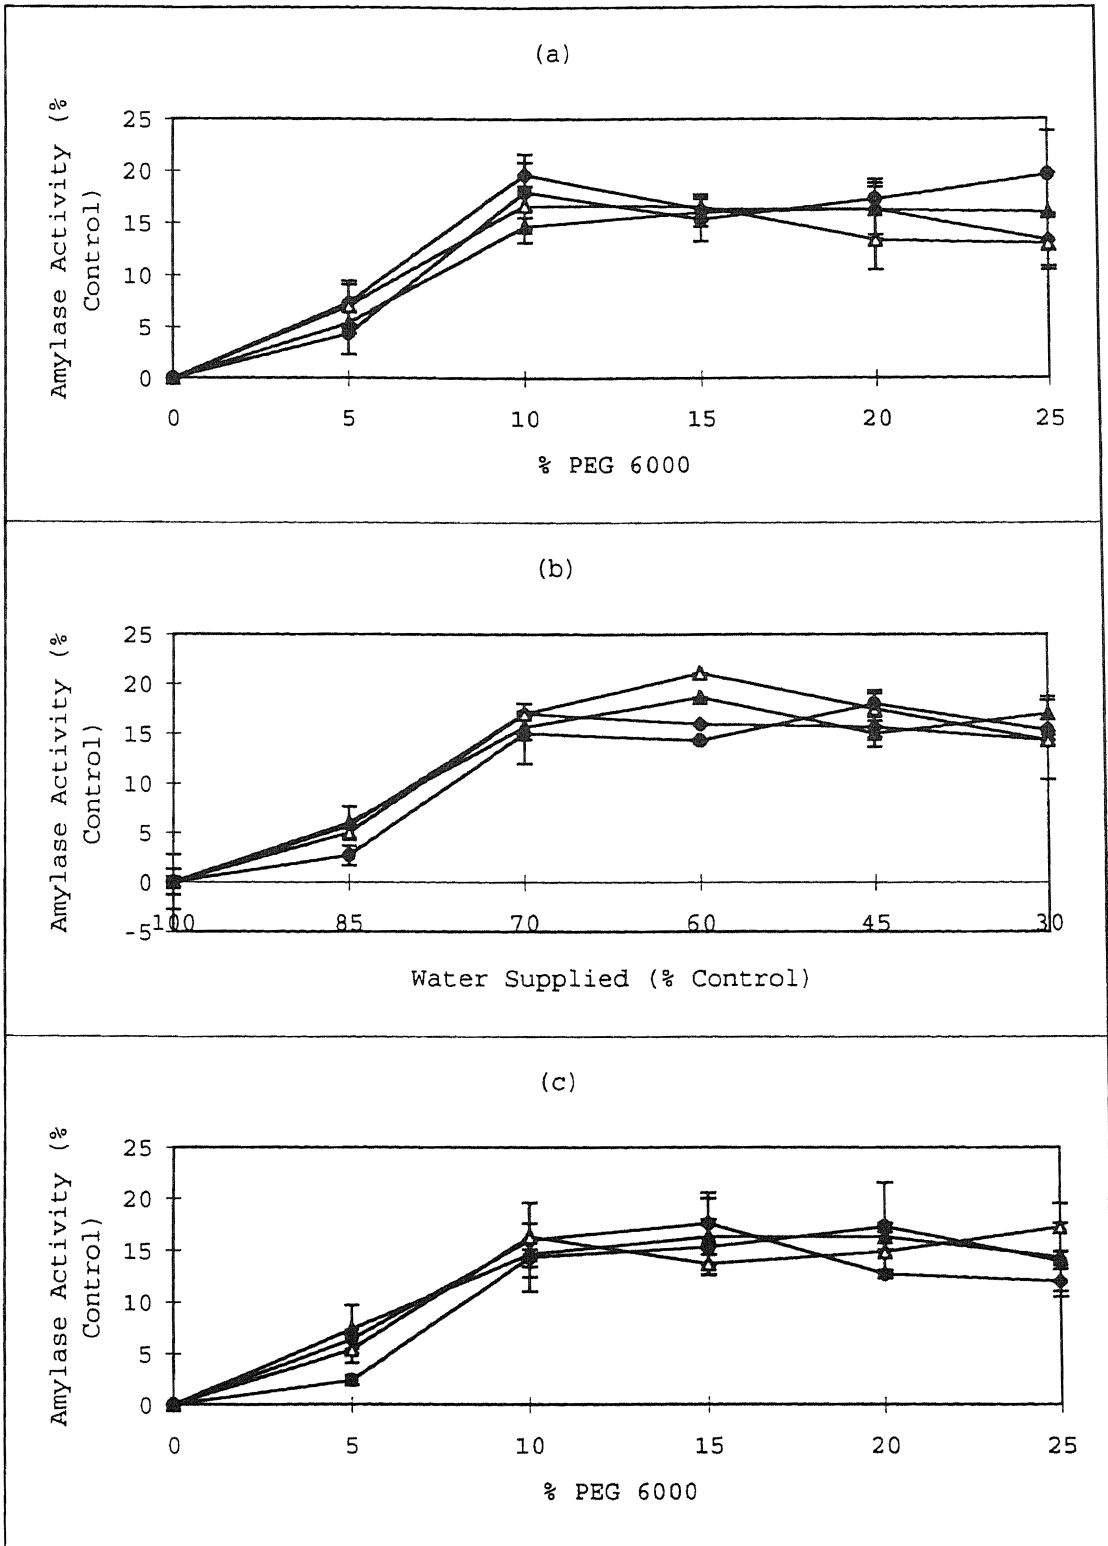 (a)
Amylase Activity (%
Control)
25
20
15
10
5
0
0 5 10 15 20 25
% PEG 6000
(b)
Amylase Activity (%
Control)
25
20
15
10
5
0
-5
100 85 70 60 45 30
Water Supplied (% Control)
(c)
Amylase Activity (%
Control)
25
20
15
10
5
0
0 5 10 15 20 25
% PEG 6000